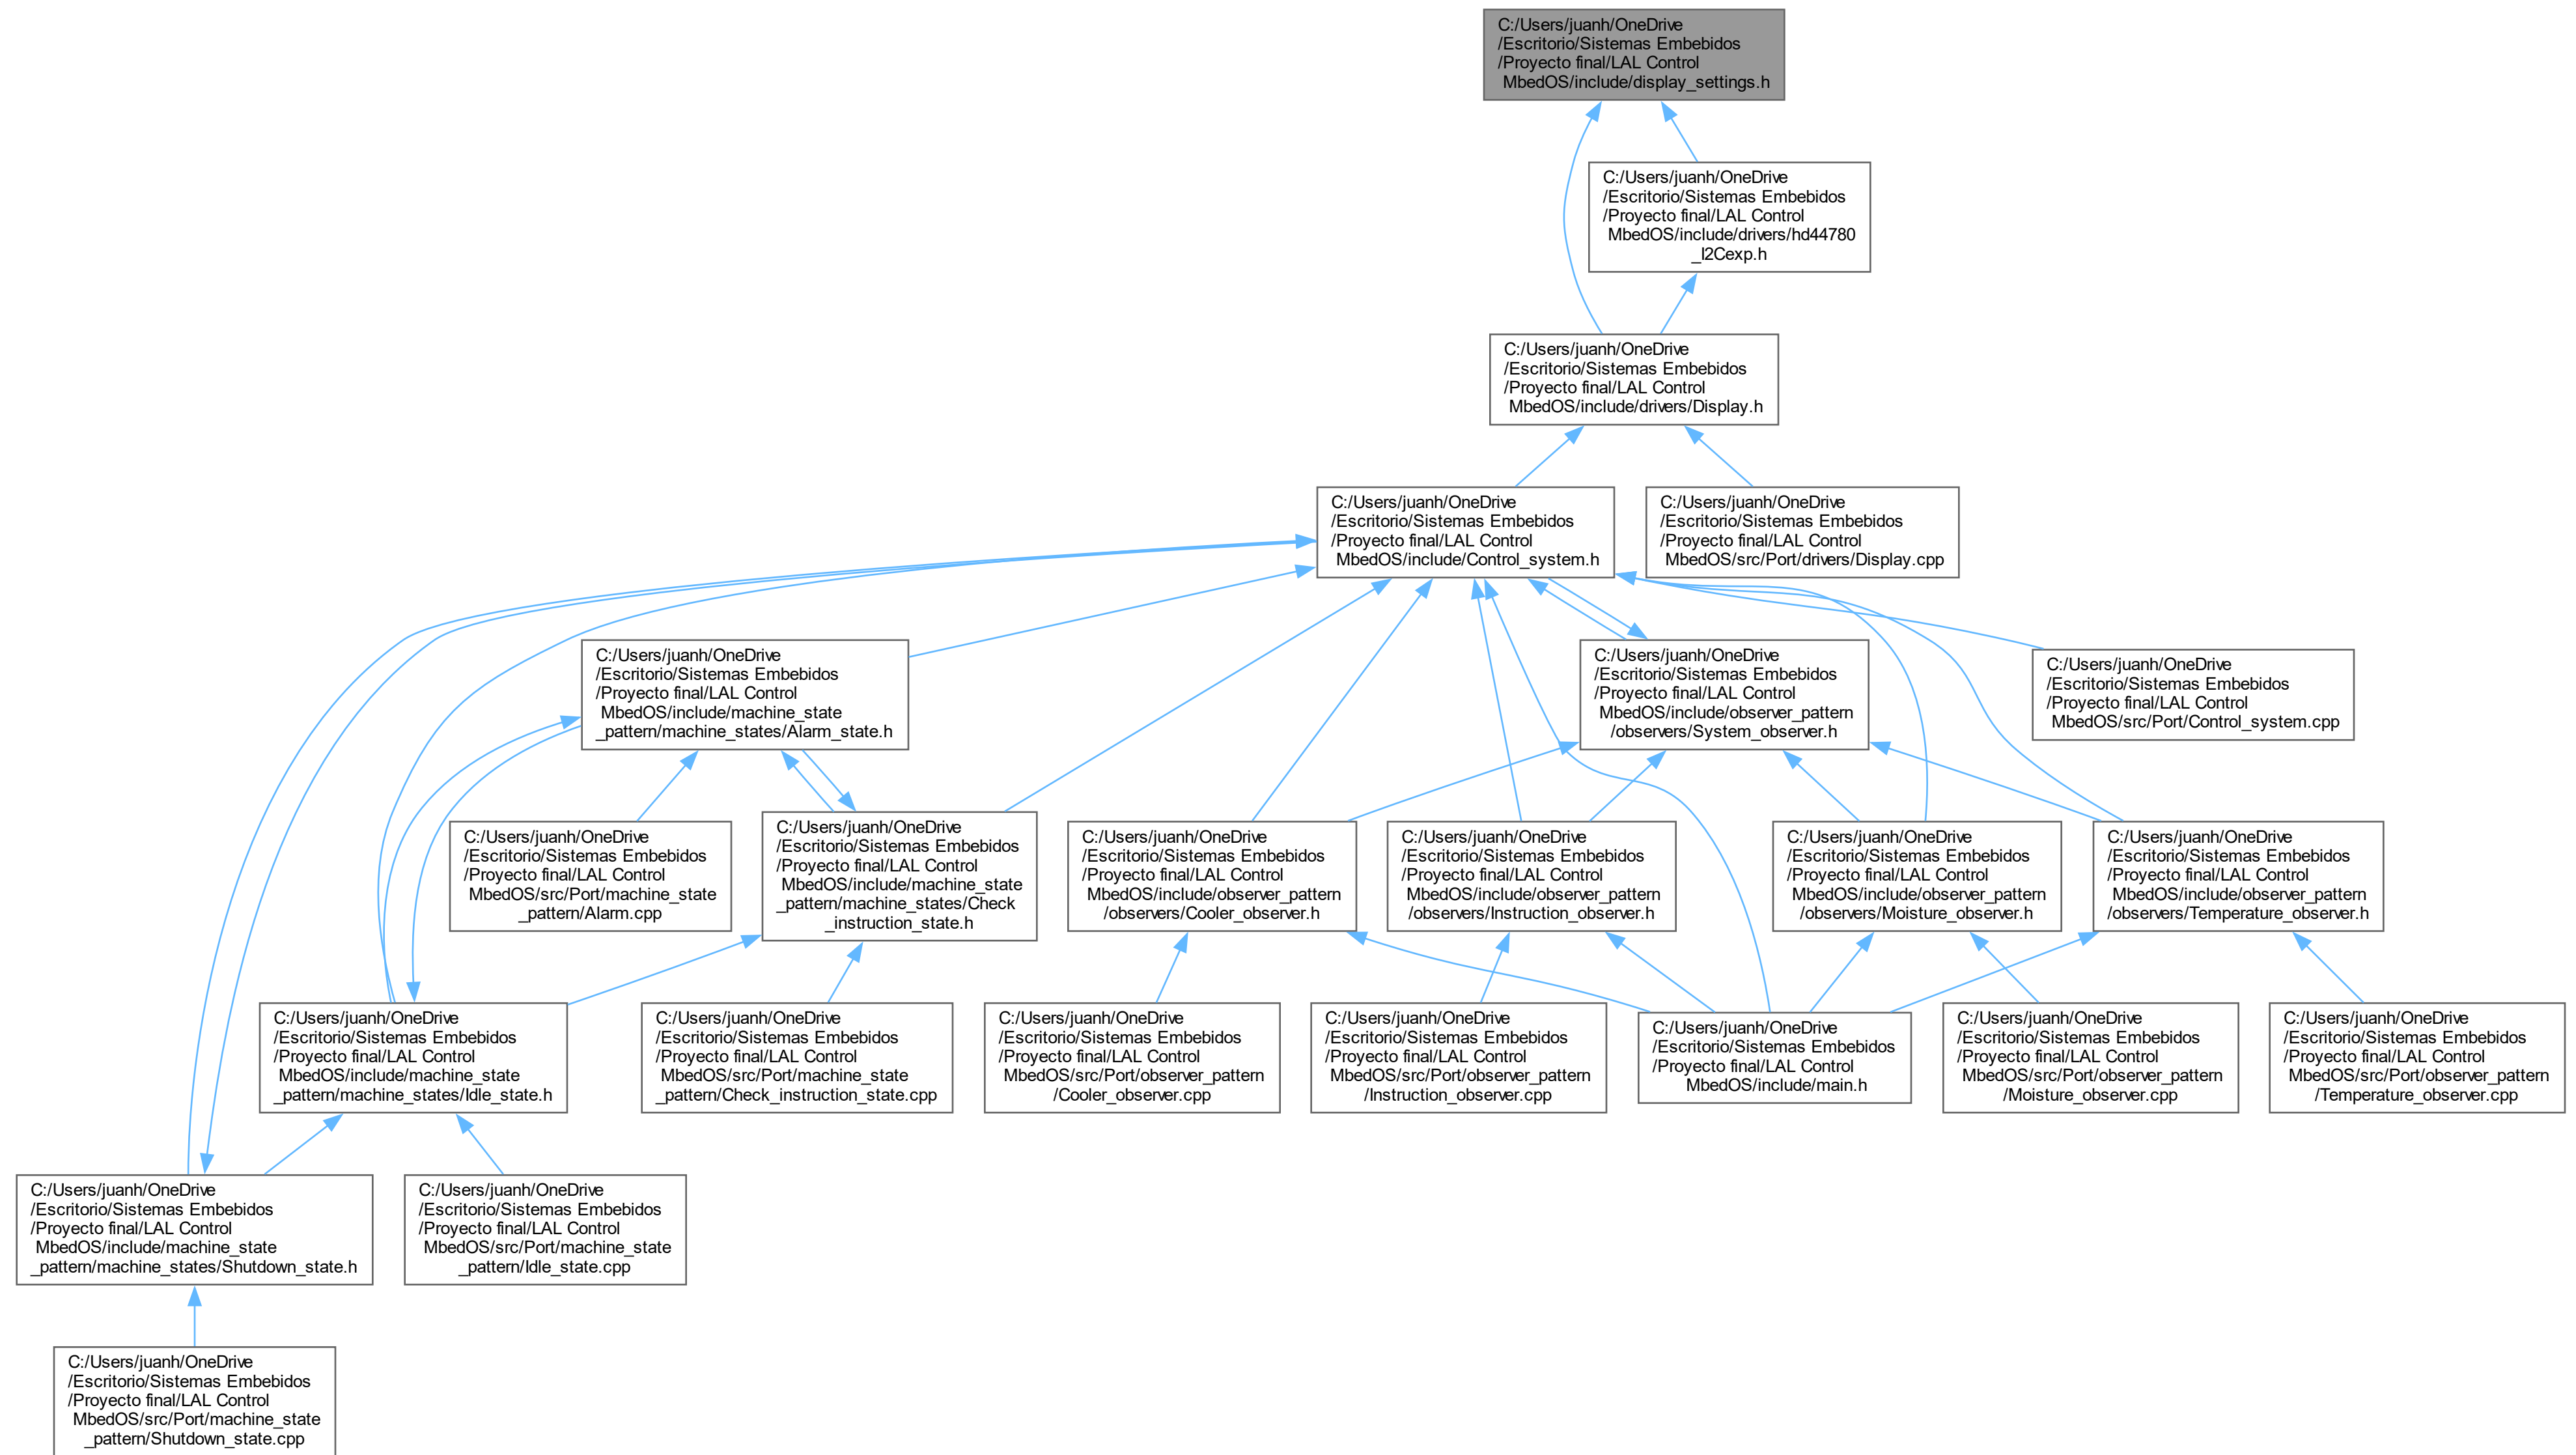 C:/Users/juanh/OneDrive
/Escritorio/Sistemas Embebidos
/Proyecto final/LAL Control
MbedOS/include/display_settings.h
C:/Users/juanh/OneDrive
/Escritorio/Sistemas Embebidos
/Proyecto final/LAL Control
MbedOS/include/drivers/hd44780
_I2Cexp.h
C:/Users/juanh/OneDrive
/Escritorio/Sistemas Embebidos
/Proyecto final/LAL Control
MbedOS/include/drivers/Display.h
C:/Users/juanh/OneDrive
/Escritorio/Sistemas Embebidos
/Proyecto final/LAL Control
MbedOS/include/Control_system.h
C:/Users/juanh/OneDrive
/Escritorio/Sistemas Embebidos
/Proyecto final/LAL Control
MbedOS/src/Port/drivers/Display.cpp
C:/Users/juanh/OneDrive
/Escritorio/Sistemas Embebidos
/Proyecto final/LAL Control
MbedOS/include/machine_state
_pattern/machine_states/Alarm_state.h
C:/Users/juanh/OneDrive
/Escritorio/Sistemas Embebidos
/Proyecto final/LAL Control
MbedOS/include/observer_pattern
/observers/System_observer.h
C:/Users/juanh/OneDrive
/Escritorio/Sistemas Embebidos
/Proyecto final/LAL Control
MbedOS/src/Port/Control_system.cpp
C:/Users/juanh/OneDrive
/Escritorio/Sistemas Embebidos
/Proyecto final/LAL Control
MbedOS/src/Port/machine_state
_pattern/Alarm.cpp
C:/Users/juanh/OneDrive
/Escritorio/Sistemas Embebidos
/Proyecto final/LAL Control
MbedOS/include/machine_state
_pattern/machine_states/Check
_instruction_state.h
C:/Users/juanh/OneDrive
/Escritorio/Sistemas Embebidos
/Proyecto final/LAL Control
MbedOS/include/observer_pattern
/observers/Cooler_observer.h
C:/Users/juanh/OneDrive
/Escritorio/Sistemas Embebidos
/Proyecto final/LAL Control
MbedOS/include/observer_pattern
/observers/Instruction_observer.h
C:/Users/juanh/OneDrive
/Escritorio/Sistemas Embebidos
/Proyecto final/LAL Control
MbedOS/include/observer_pattern
/observers/Moisture_observer.h
C:/Users/juanh/OneDrive
/Escritorio/Sistemas Embebidos
/Proyecto final/LAL Control
MbedOS/include/observer_pattern
/observers/Temperature_observer.h
C:/Users/juanh/OneDrive
/Escritorio/Sistemas Embebidos
/Proyecto final/LAL Control
MbedOS/include/machine_state
_pattern/machine_states/Idle_state.h
C:/Users/juanh/OneDrive
/Escritorio/Sistemas Embebidos
/Proyecto final/LAL Control
MbedOS/src/Port/machine_state
_pattern/Check_instruction_state.cpp
C:/Users/juanh/OneDrive
/Escritorio/Sistemas Embebidos
/Proyecto final/LAL Control
MbedOS/src/Port/observer_pattern
/Cooler_observer.cpp
C:/Users/juanh/OneDrive
/Escritorio/Sistemas Embebidos
/Proyecto final/LAL Control
MbedOS/src/Port/observer_pattern
/Instruction_observer.cpp
C:/Users/juanh/OneDrive
/Escritorio/Sistemas Embebidos
/Proyecto final/LAL Control
MbedOS/include/main.h
C:/Users/juanh/OneDrive
/Escritorio/Sistemas Embebidos
/Proyecto final/LAL Control
MbedOS/src/Port/observer_pattern
/Moisture_observer.cpp
C:/Users/juanh/OneDrive
/Escritorio/Sistemas Embebidos
/Proyecto final/LAL Control
MbedOS/src/Port/observer_pattern
/Temperature_observer.cpp
C:/Users/juanh/OneDrive
/Escritorio/Sistemas Embebidos
/Proyecto final/LAL Control
MbedOS/include/machine_state
_pattern/machine_states/Shutdown_state.h
C:/Users/juanh/OneDrive
/Escritorio/Sistemas Embebidos
/Proyecto final/LAL Control
MbedOS/src/Port/machine_state
_pattern/Idle_state.cpp
C:/Users/juanh/OneDrive
/Escritorio/Sistemas Embebidos
/Proyecto final/LAL Control
MbedOS/src/Port/machine_state
_pattern/Shutdown_state.cpp